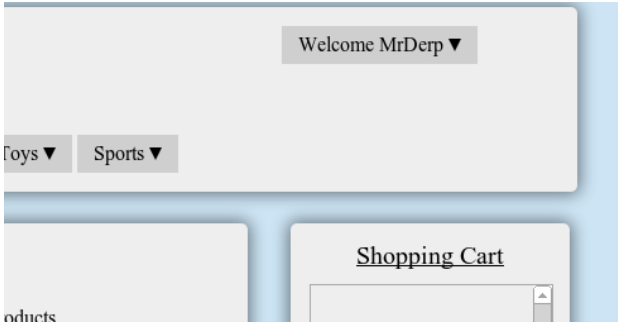 Welcome MrDerp ▼
Toys ▼ Sports ▼
Shopping Cart
oducts